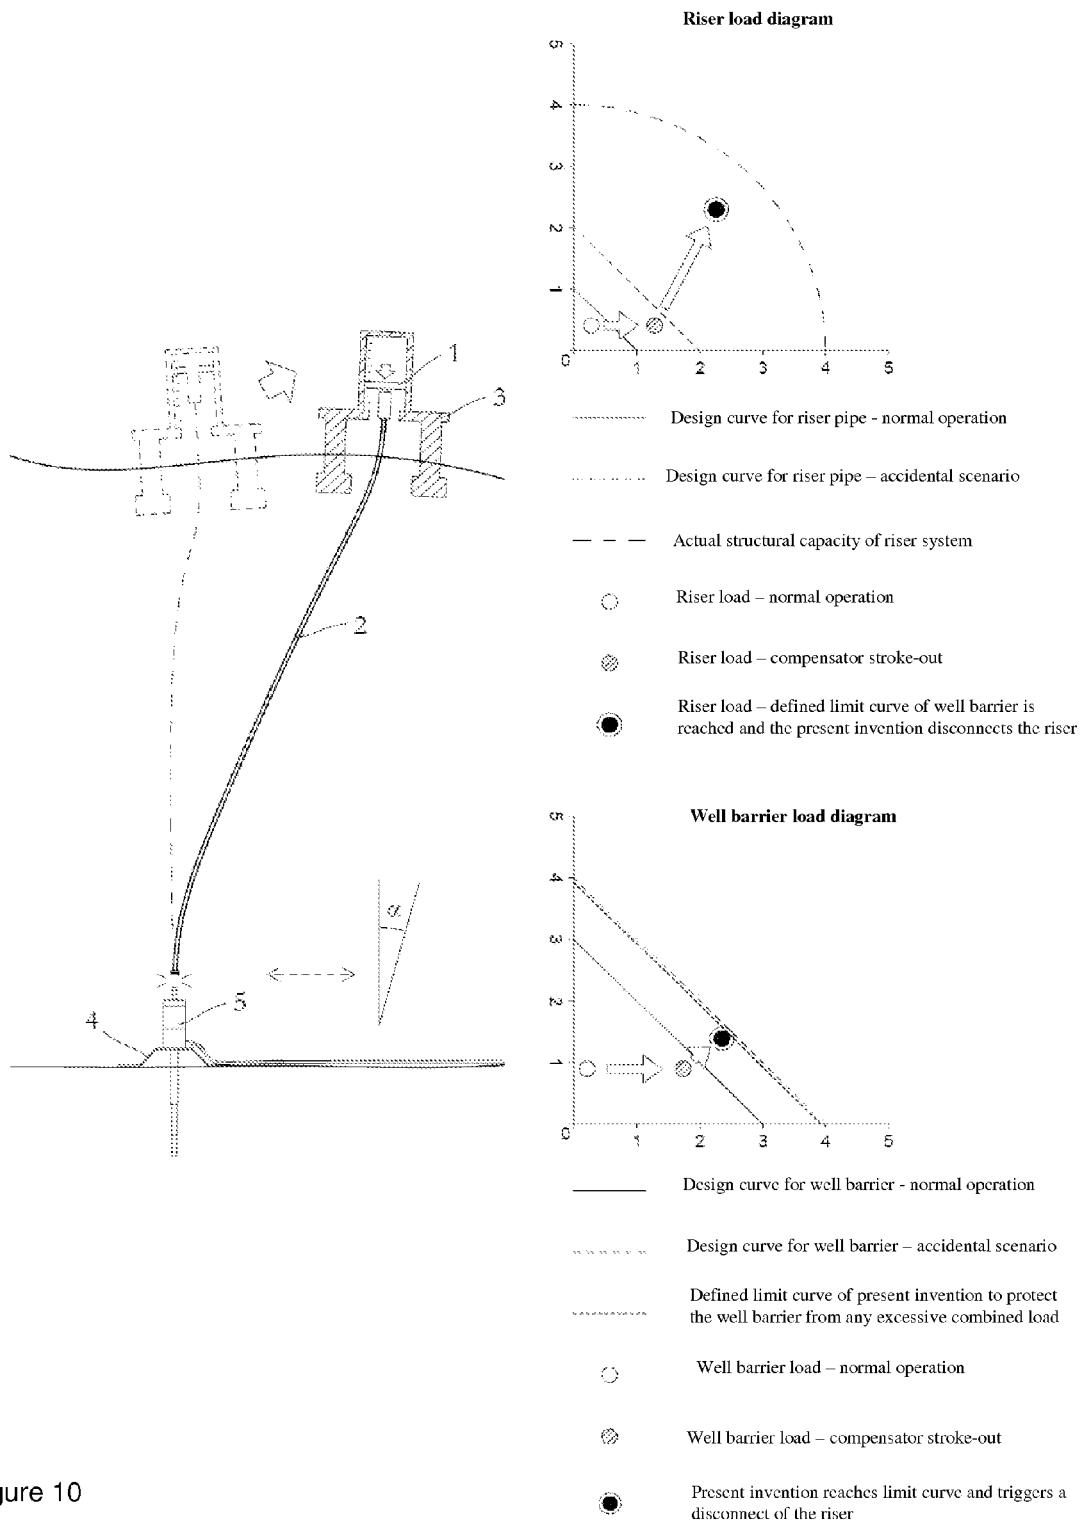 Riser load diagram
5
4
3
2
1
0
1 2 3 4 5
Design curve for riser pipe - normal operation
Design curve for riser pipe – accidental scenario
Actual structural capacity of riser system
Riser load – normal operation
Riser load – compensator stroke-out
Riser load – defined limit curve of well barrier is
reached and the present invention disconnects the riser
1
3
2
α
5
4
Well barrier load diagram
5
4
3
2
1
0
1 2 3 4 5
Design curve for well barrier - normal operation
Design curve for well barrier – accidental scenario
Defined limit curve of present invention to protect
the well barrier from any excessive combined load
Well barrier load – normal operation
Well barrier load – compensator stroke-out
Present invention reaches limit curve and triggers a
disconnect of the riser
gure 10